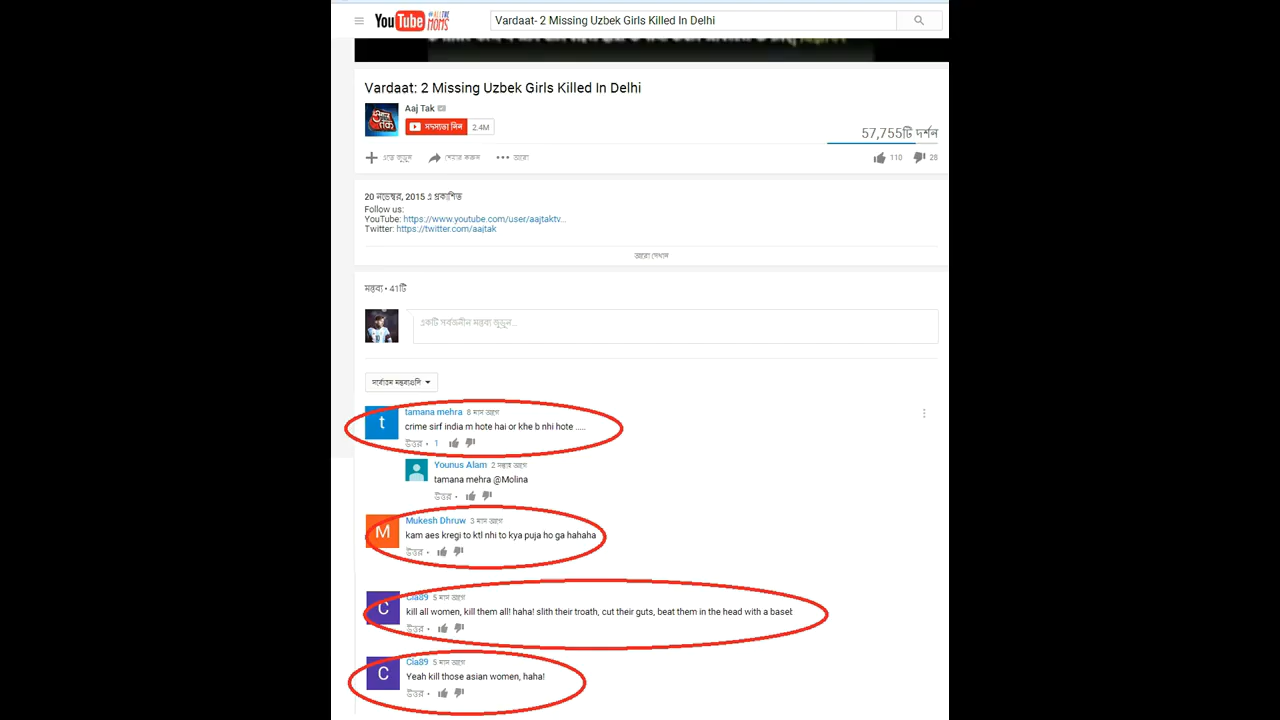 YouTube #ALLTHEMOMS
Vardaat- 2 Missing Uzbek Girls Killed In Delhi
Vardaat: 2 Missing Uzbek Girls Killed In Delhi
Aaj Tak
সদস্যতা নিন 2.4M
57,755টি দর্শন
এতে জুড়ুন শেয়ার করুন আরো
110 28
20 নভেম্বর, 2015 এ প্রকাশিত
Follow us:
YouTube: https://www.youtube.com/user/aajtaktv...
Twitter: https://twitter.com/aajtak
আরো দেখান
মন্তব্য • 41টি
একটি সর্বজনীন মন্তব্য জুড়ুন...
সর্বোত্তম মন্তব্যগুলি
t
tamana mehra 8 মাস আগে
crime sirf india m hote hai or khe b nhi hote .....
উত্তর • 1
Younus Alam 2 সপ্তাহ আগে
tamana mehra @Molina
উত্তর •
M
Mukesh Dhruw 3 মাস আগে
kam aes kregi to ktl nhi to kya puja ho ga hahaha
উত্তর •
C
Cia89 5 মাস আগে
kill all women, kill them all! haha! slith their troath, cut their guts, beat them in the head with a baset
উত্তর •
C
Cia89 5 মাস আগে
Yeah kill those asian women, haha!
উত্তর •